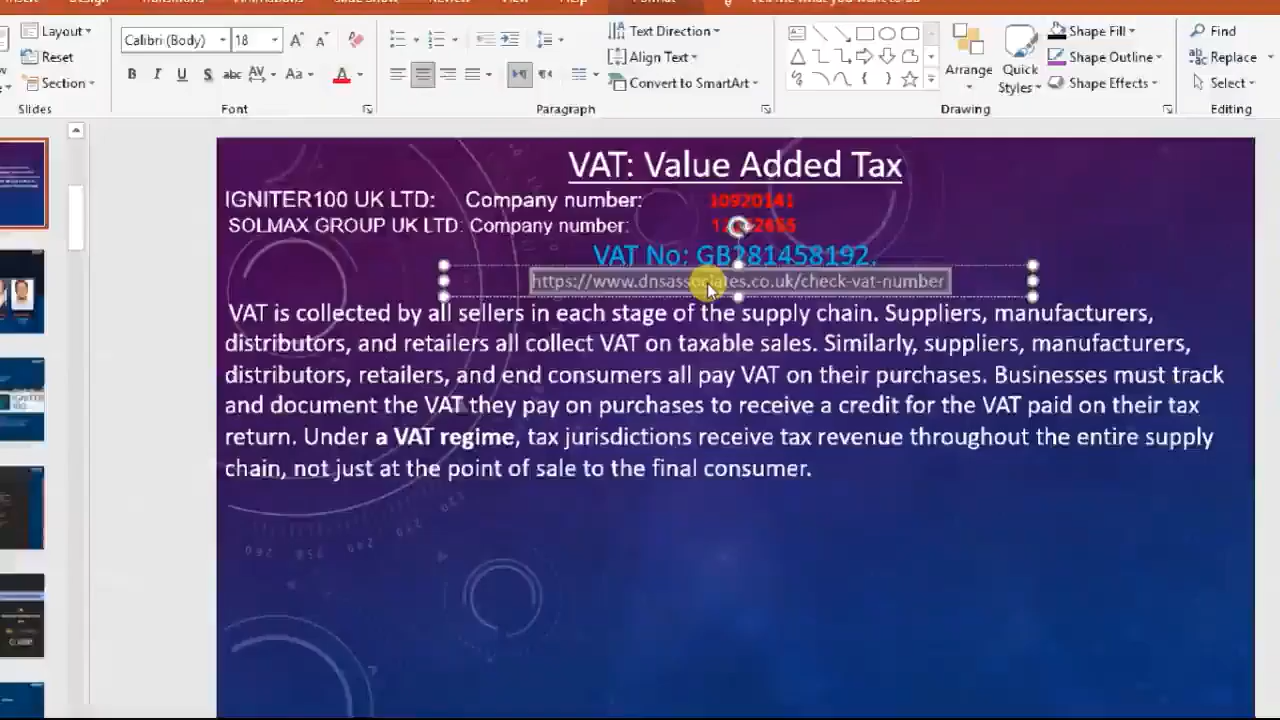 Layout
Reset
Section
Slides
Calibri (Body) 18
Font
Text Direction
Align Text
Convert to SmartArt
Paragraph
Arrange
Quick
Styles
Shape Fill
Shape Outline
Shape Effects
Drawing
Find
Replace
Select
Editing
VAT: Value Added Tax
IGNITER100 UK LTD: Company number: 10920141
SOLMAX GROUP UK LTD: Company number:
VAT No: GB281458192.
https://www.dnsassociates.co.uk/check-vat-number
VAT is collected by all sellers in each stage of the supply chain. Suppliers, manufacturers,
distributors, and retailers all collect VAT on taxable sales. Similarly, suppliers, manufacturers,
distributors, retailers, and end consumers all pay VAT on their purchases. Businesses must track
and document the VAT they pay on purchases to receive a credit for the VAT paid on their tax
return. Under a VAT regime, tax jurisdictions receive tax revenue throughout the entire supply
chain, not just at the point of sale to the final consumer.